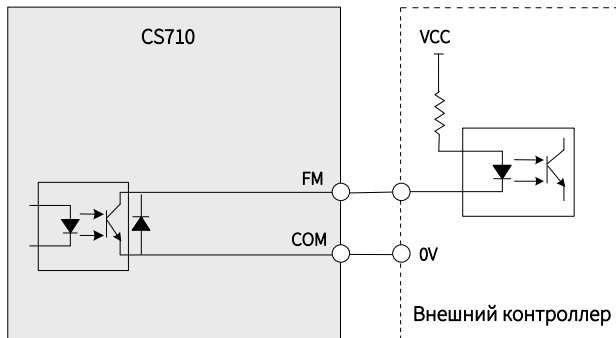 CS710
VCC
FM
COM
0V
Внешний контроллер